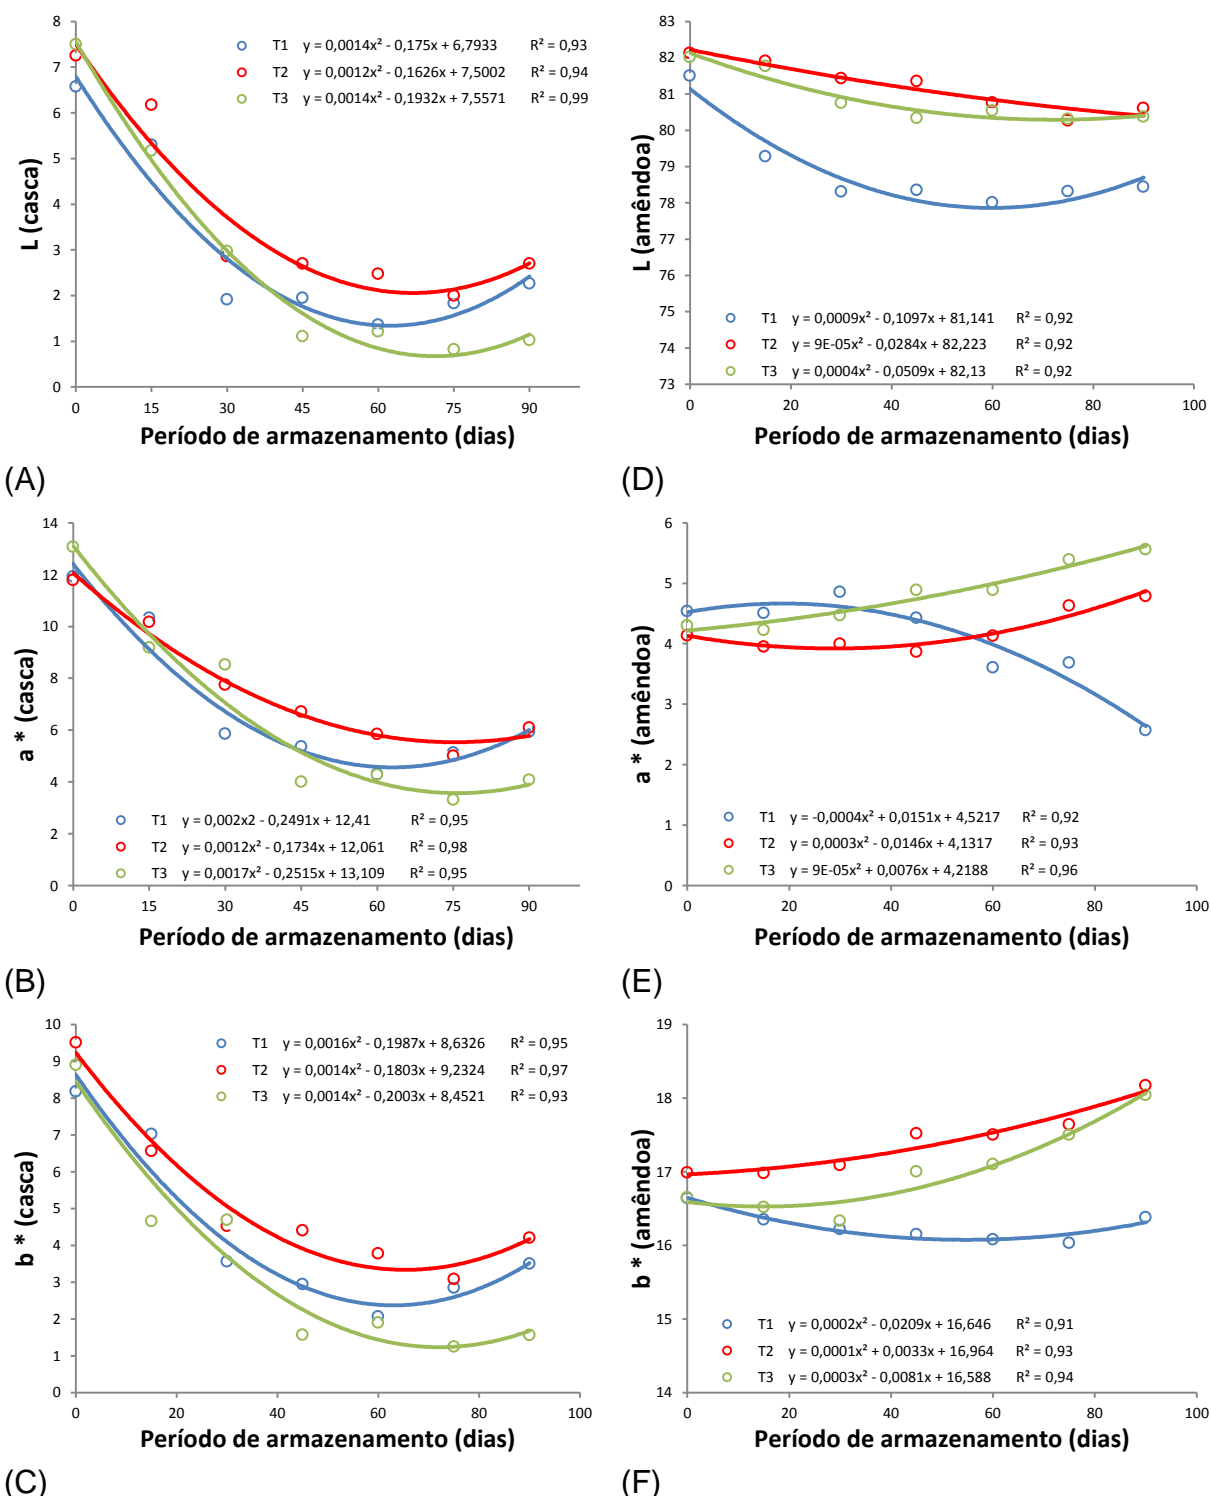 8
7
6
5
4
3
2
1
0
L (casca)
T1 y = 0,0014x² - 0,175x + 6,7933 R² = 0,93
T2 y = 0,0012x² - 0,1626x + 7,5002 R² = 0,94
T3 y = 0,0014x² - 0,1932x + 7,5571 R² = 0,99
0 15 30 45 60 75 90
Período de armazenamento (dias)
(A)
83
82
81
80
79
78
77
76
75
74
73
L (amêndoa)
T1 y = 0,0009x² - 0,1097x + 81,141 R² = 0,92
T2 y = 9E-05x² - 0,0284x + 82,223 R² = 0,92
T3 y = 0,0004x² - 0,0509x + 82,13 R² = 0,92
0 20 40 60 80 100
Período de armazenamento (dias)
(D)
14
12
10
8
6
4
2
0
a * (casca)
T1 y = 0,002x2 - 0,2491x + 12,41 R² = 0,95
T2 y = 0,0012x² - 0,1734x + 12,061 R² = 0,98
T3 y = 0,0017x² - 0,2515x + 13,109 R² = 0,95
0 15 30 45 60 75 90
Período de armazenamento (dias)
(B)
6
5
4
3
2
1
0
a * (amêndoa)
T1 y = -0,0004x² + 0,0151x + 4,5217 R² = 0,92
T2 y = 0,0003x² - 0,0146x + 4,1317 R² = 0,93
T3 y = 9E-05x² + 0,0076x + 4,2188 R² = 0,96
0 20 40 60 80 100
Período de armazenamento (dias)
(E)
10
9
8
7
6
5
4
3
2
1
0
b * (casca)
T1 y = 0,0016x² - 0,1987x + 8,6326 R² = 0,95
T2 y = 0,0014x² - 0,1803x + 9,2324 R² = 0,97
T3 y = 0,0014x² - 0,2003x + 8,4521 R² = 0,93
0 20 40 60 80 100
Período de armazenamento (dias)
(C)
19
18
17
16
15
14
b * (amêndoa)
T1 y = 0,0002x² - 0,0209x + 16,646 R² = 0,91
T2 y = 0,0001x² + 0,0033x + 16,964 R² = 0,93
T3 y = 0,0003x² - 0,0081x + 16,588 R² = 0,94
0 20 40 60 80 100
Período de armazenamento (dias)
(F)